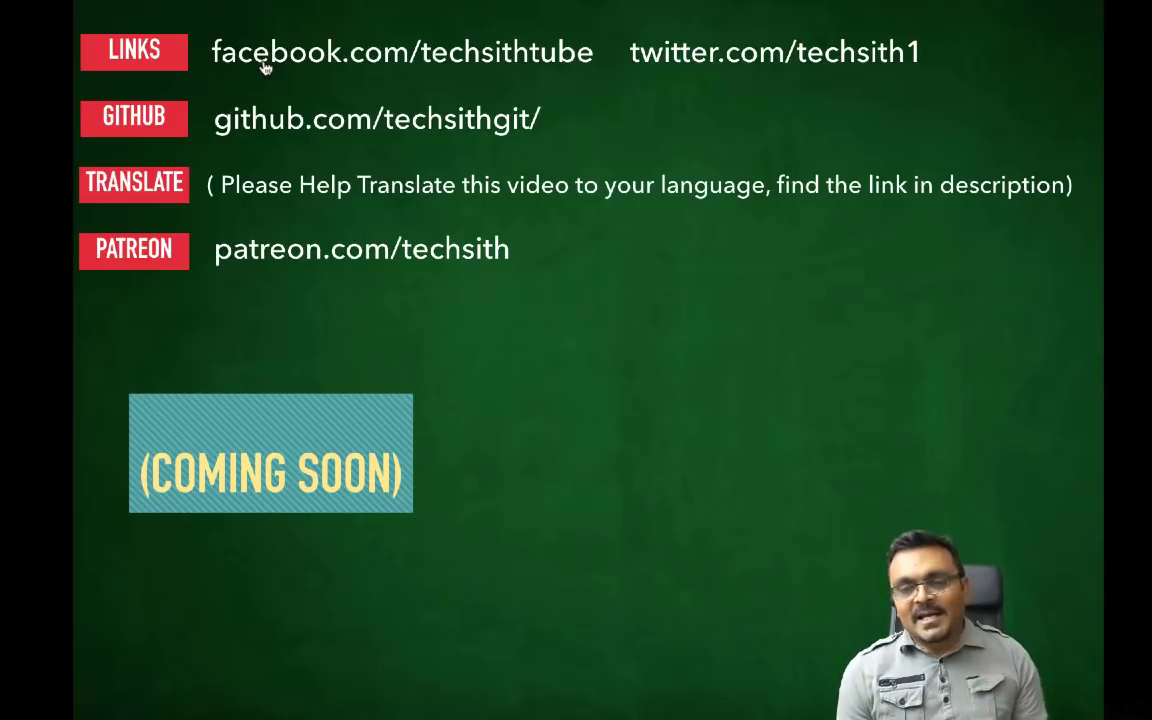 LINKS facebook.com/techsithtube twitter.com/techsith1
GITHUB github.com/techsithgit/
TRANSLATE ( Please Help Translate this video to your language, find the link in description)
PATREON patreon.com/techsith
(COMING SOON)